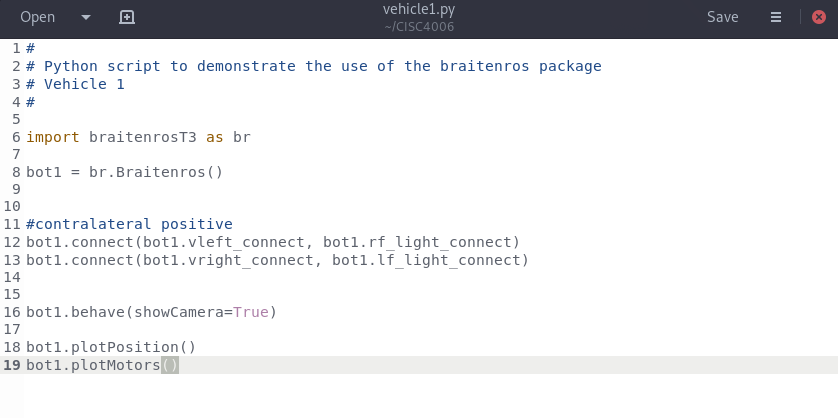 Open
vehicle1.py
~/CISC4006
Save
1 #
2 # Python script to demonstrate the use of the braitenros package
3 # Vehicle 1
4 #
5
6 import braitenrosT3 as br
7
8 bot1 = br.Braitenros()
9
10
11 #contralateral positive
12 bot1.connect(bot1.vleft_connect, bot1.rf_light_connect)
13 bot1.connect(bot1.vright_connect, bot1.lf_light_connect)
14
15
16 bot1.behave(showCamera=True)
17
18 bot1.plotPosition()
19 bot1.plotMotors()